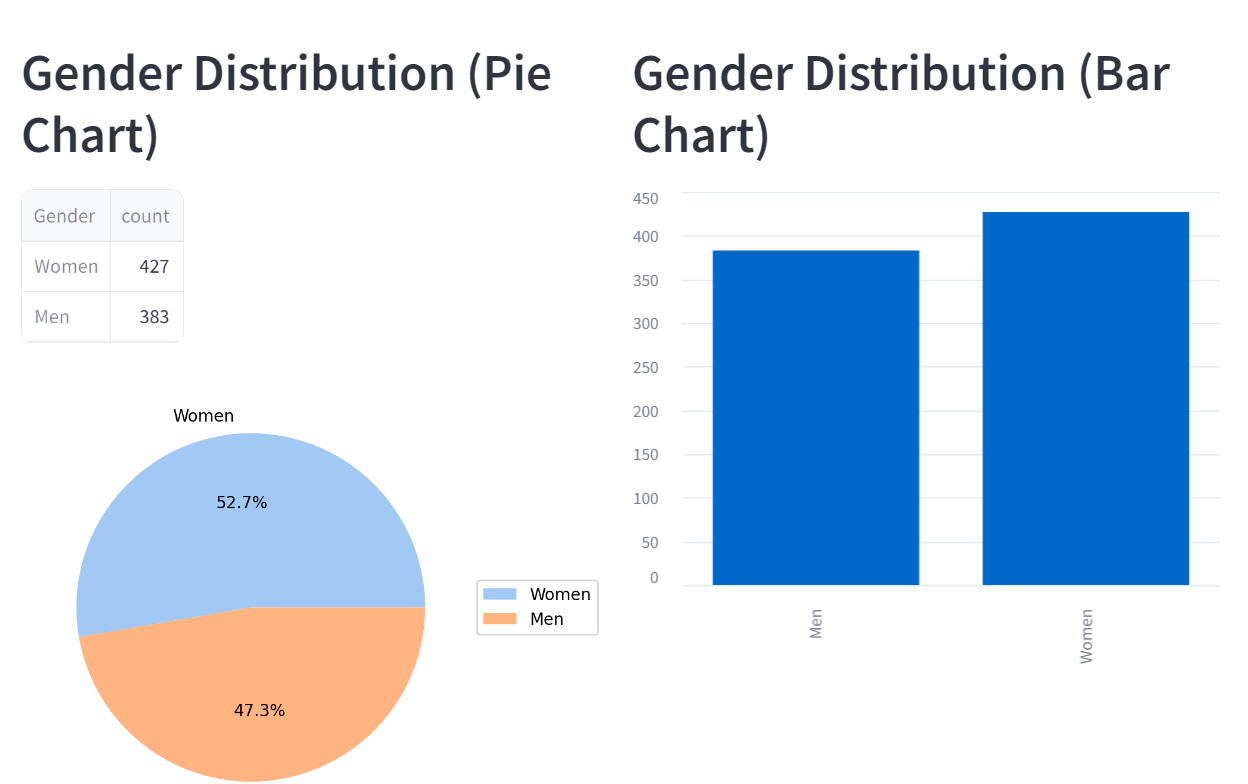 Gender Distribution (Pie
Chart)
Gender count
Women 427
Men 383
Women
52.7%
47.3%
Women
Men
Gender Distribution (Bar
Chart)
450
400
350
300
250
200
150
100
50
0
Men
Women